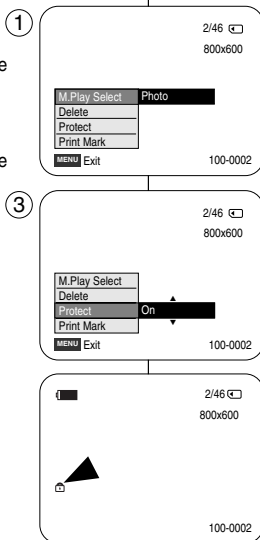 ①
2/46
800x600
e
M.Play Select Photo
Delete
Protect
Print Mark
e
MENU Exit 100-0002
③
2/46
800x600
M.Play Select
Delete
Protect On
Print Mark
MENU Exit 100-0002
2/46
800x600
100-0002